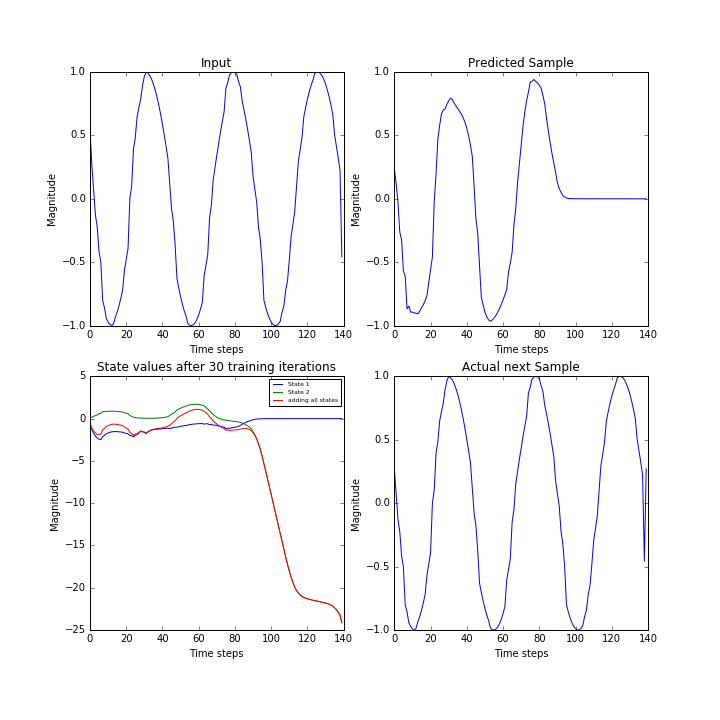 Input
1.0
0.5
0.0
−0.5
−1.0
Magnitude
0 20 40 60 80 100 120 140
Time steps
Predicted Sample
1.0
0.5
0.0
−0.5
−1.0
Magnitude
0 20 40 60 80 100 120 140
Time steps
State values after 30 training iterations
5
0
−5
−10
−15
−20
−25
Magnitude
State 1
State 2
adding all states
0 20 40 60 80 100 120 140
Time steps
Actual next Sample
1.0
0.5
0.0
−0.5
−1.0
Magnitude
0 20 40 60 80 100 120 140
Time steps